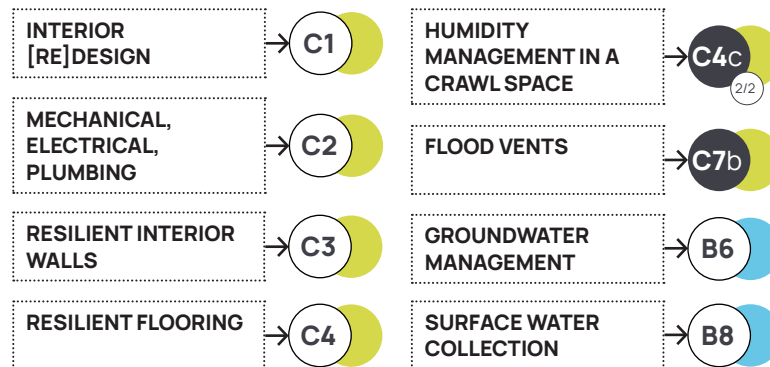 INTERIOR
[RE]DESIGN
C1
MECHANICAL,
ELECTRICAL,
PLUMBING
C2
RESILIENT INTERIOR
WALLS
C3
RESILIENT FLOORING
C4
HUMIDITY
MANAGEMENT IN A
CRAWL SPACE
C4c
2/2
FLOOD VENTS
C7b
GROUNDWATER
MANAGEMENT
B6
SURFACE WATER
COLLECTION
B8